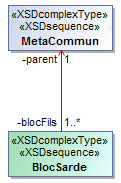 «XSDcomplexType»
«XSDsequence»
MetaCommun
-parent 1
-blocFils 1..*
«XSDcomplexType»
«XSDsequence»
BlocSarde